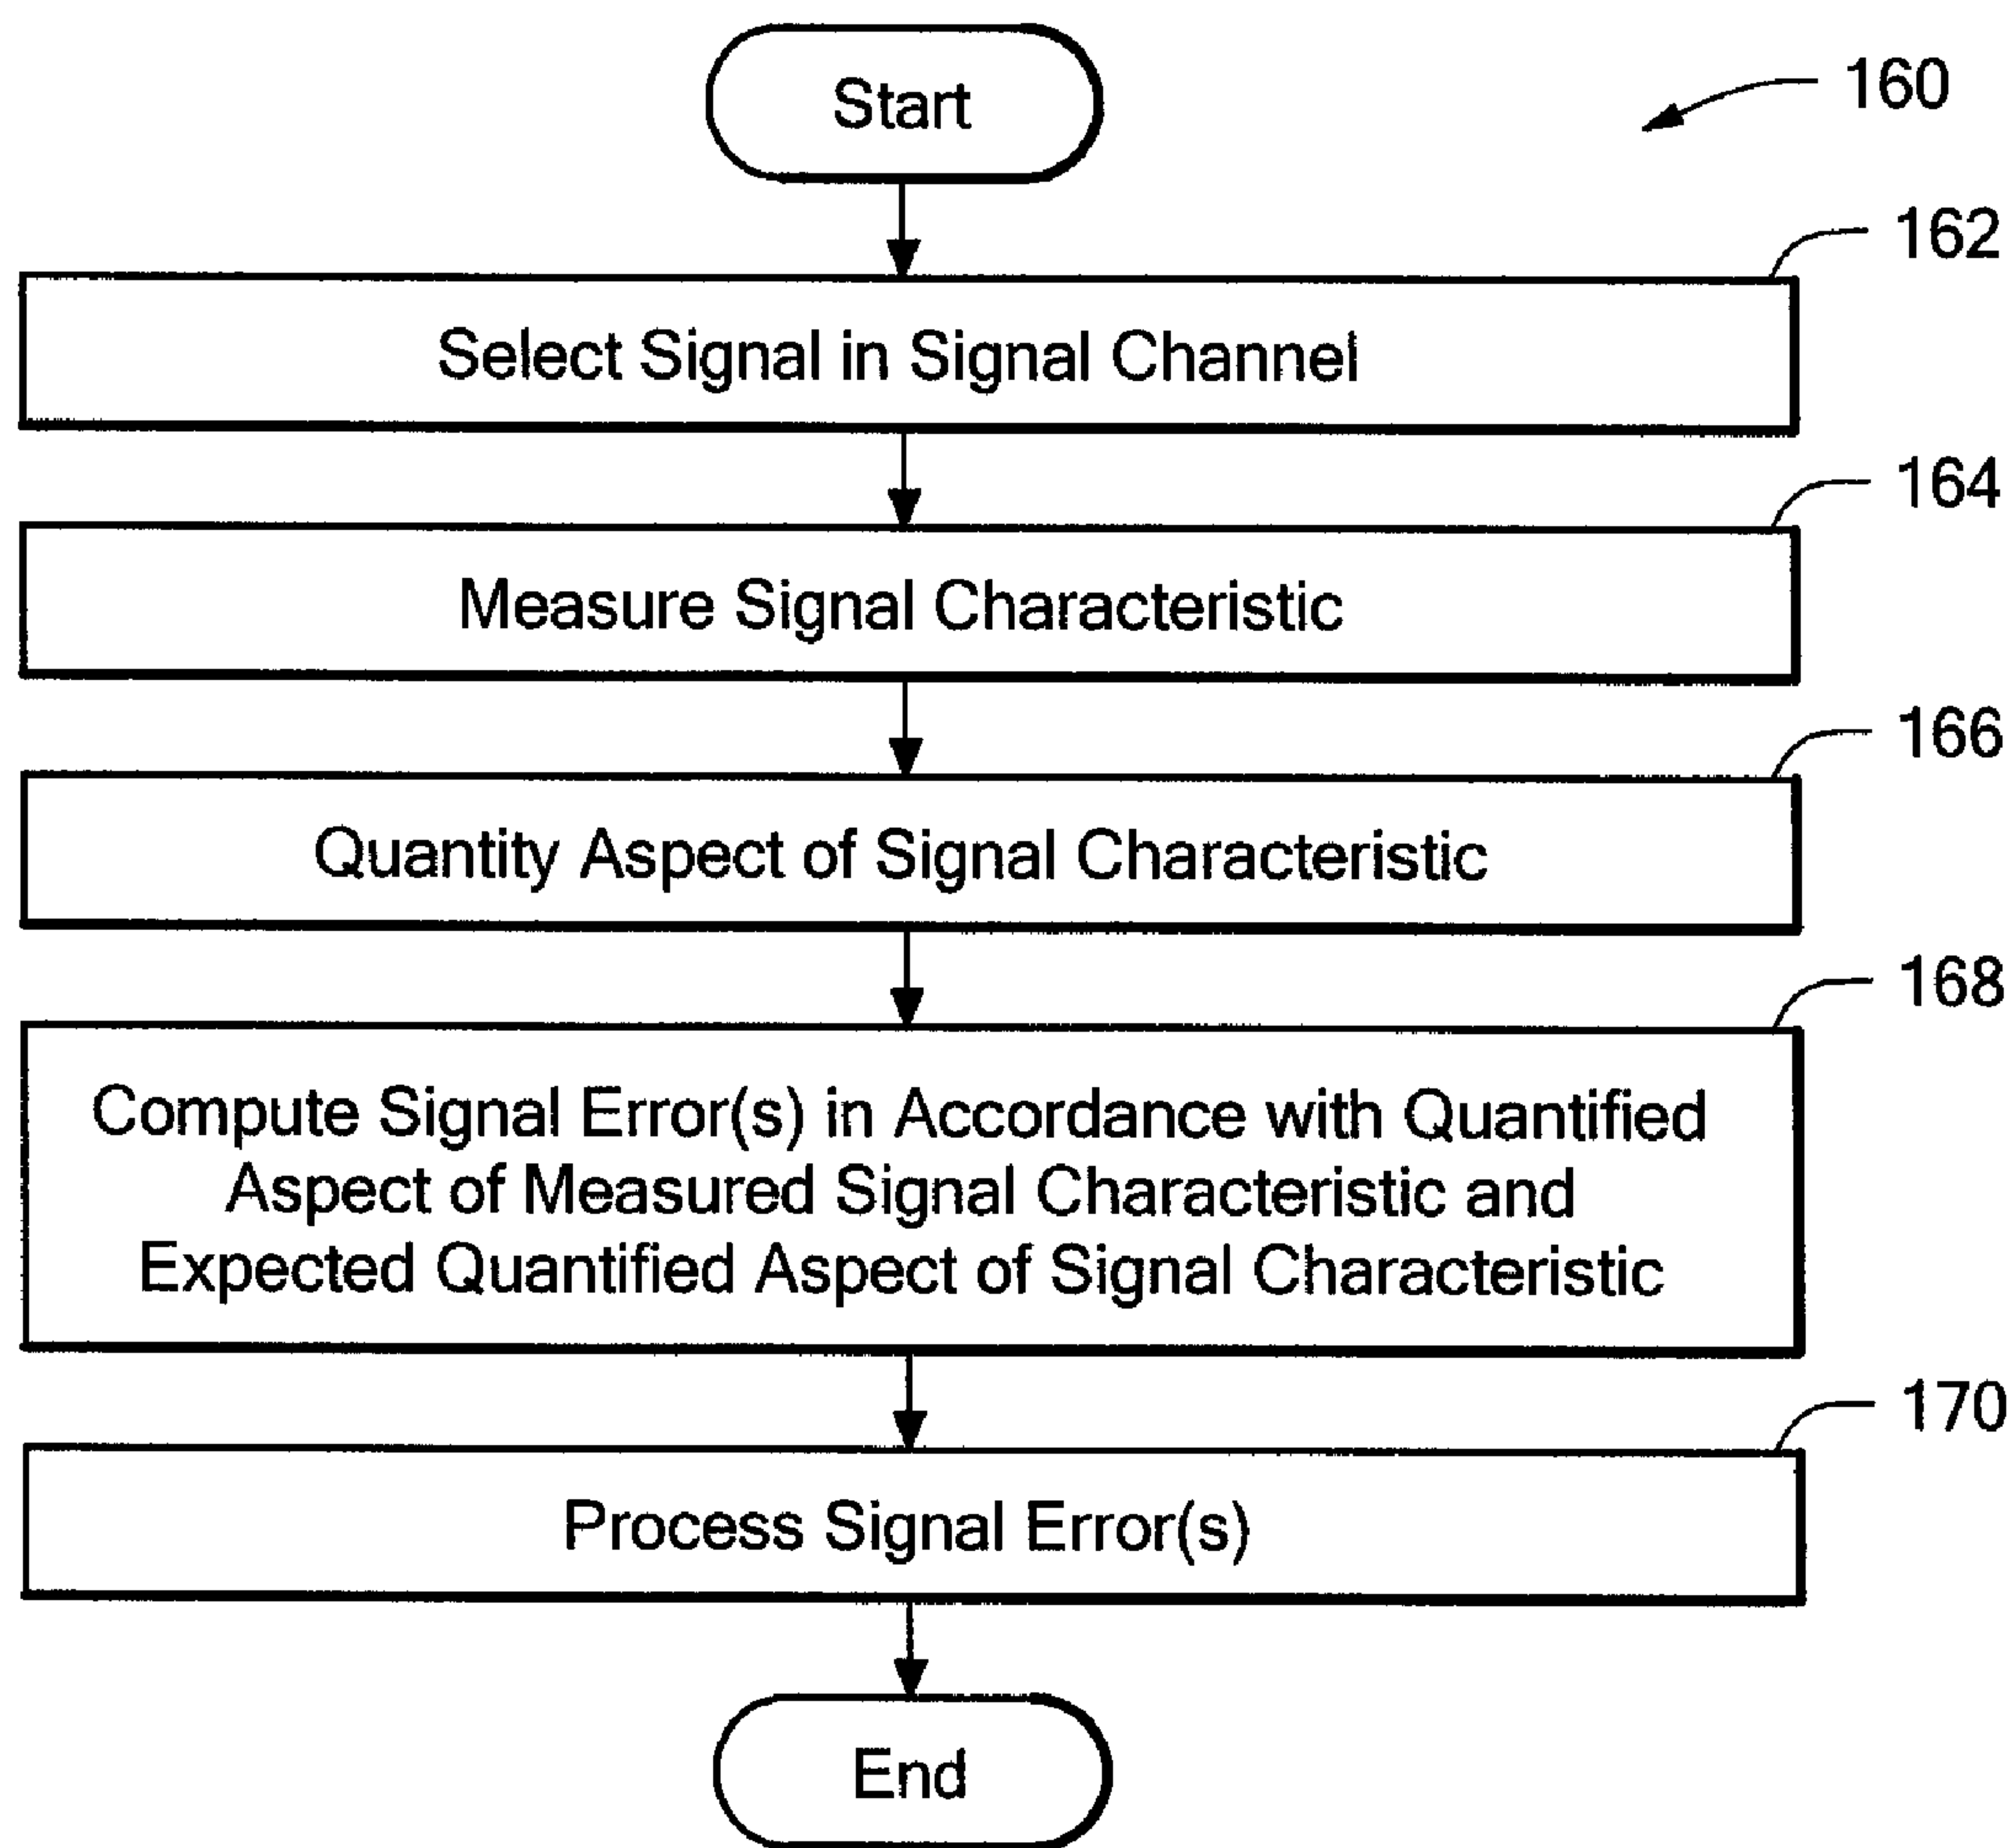 Start
160
162
Select Signal in Signal Channel
164
Measure Signal Characteristic
166
Quantity Aspect of Signal Characteristic
168
Compute Signal Error(s) in Accordance with Quantified
Aspect of Measured Signal Characteristic and
Expected Quantified Aspect of Signal Characteristic
170
Process Signal Error(s)
End